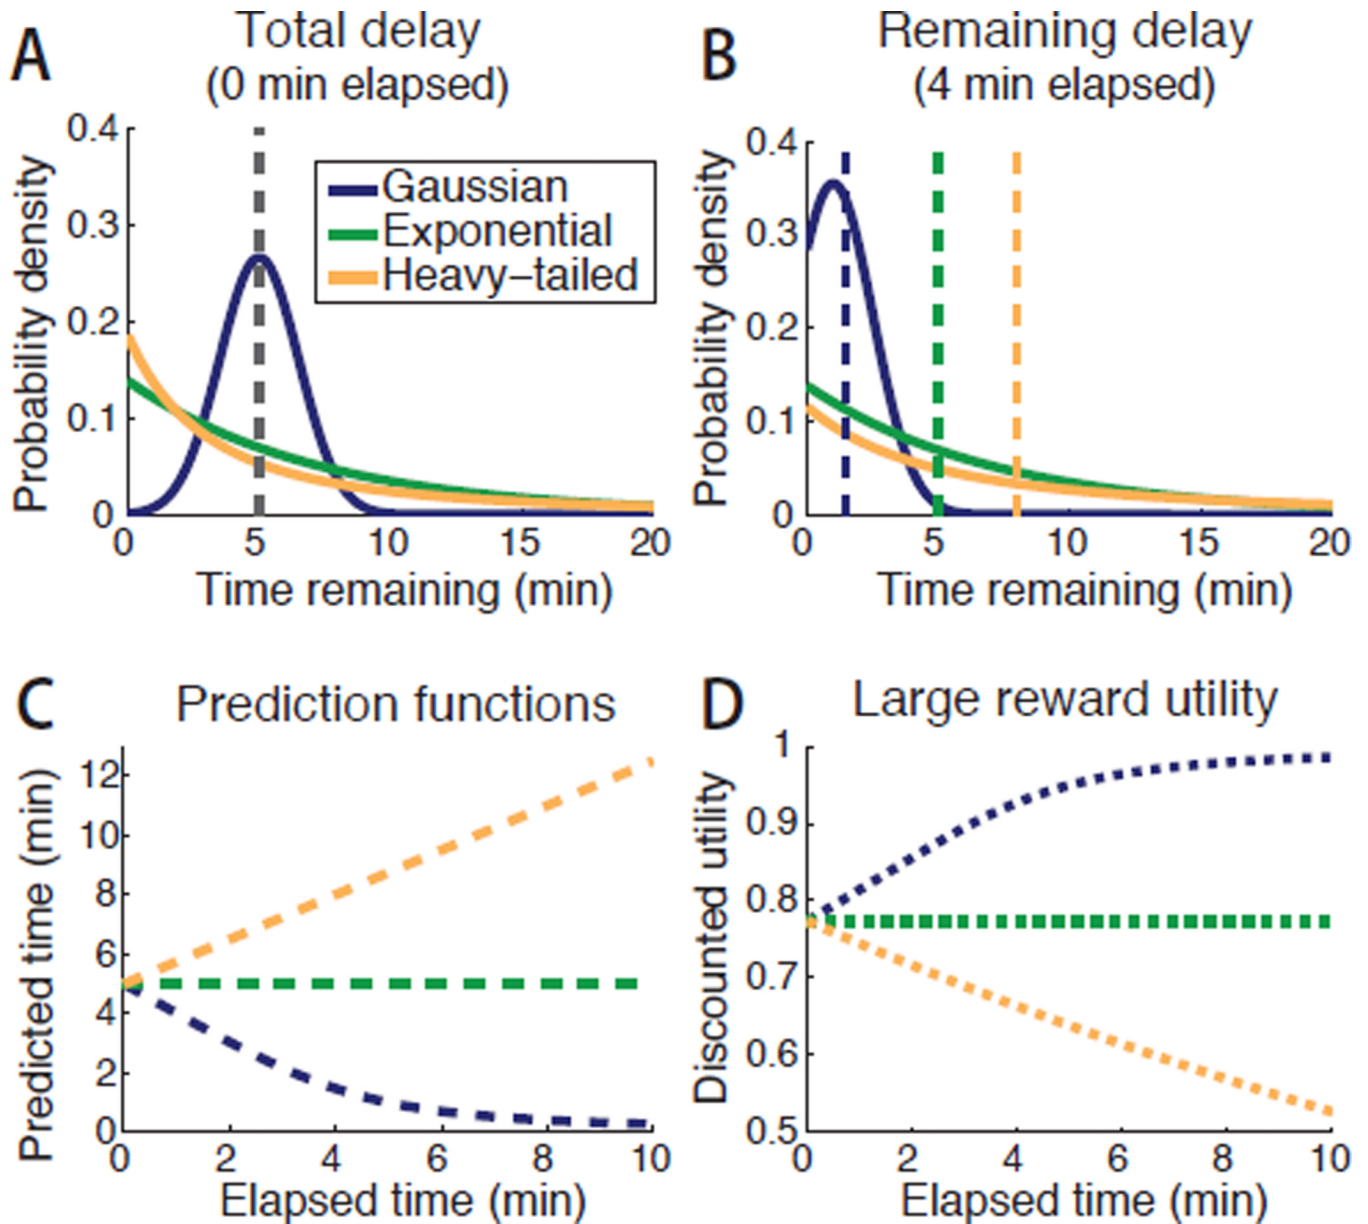 A
Total delay
(0 min elapsed)
Probability density
0.4
0.3
0.2
0.1
0
Gaussian
Exponential
Heavy-tailed
0 5 10 15 20
Time remaining (min)
B
Remaining delay
(4 min elapsed)
Probability density
0.4
0.3
0.2
0.1
0
0 5 10 15 20
Time remaining (min)
C
Prediction functions
Predicted time (min)
12
10
8
6
4
2
0
0 2 4 6 8 10
Elapsed time (min)
D
Large reward utility
Discounted utility
1
0.9
0.8
0.7
0.6
0.5
0 2 4 6 8 10
Elapsed time (min)